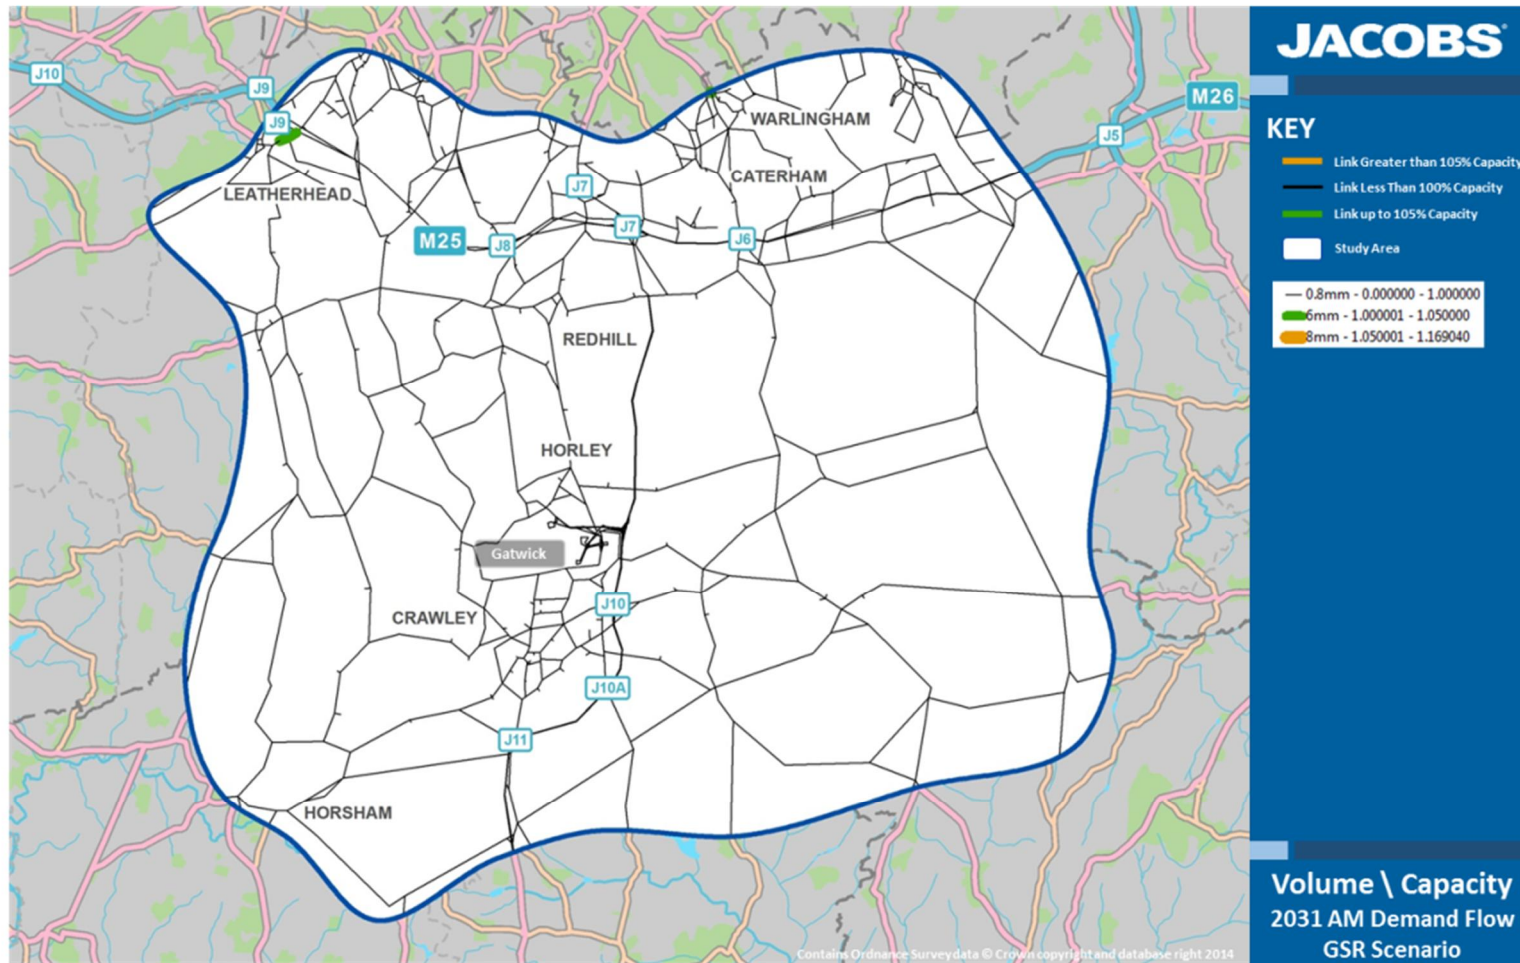 JACOBS
J10
J9
J9
M26
J5
WARLINGHAM
CATERHAM
LEATHERHEAD
J7
J7
M25
J8
J6
REDHILL
HORLEY
Gatwick
J10
CRAWLEY
J10A
J11
HORSHAM
Contains Ordnance Survey data © Crown copyright and database right 2014
KEY
Link Greater than 105% Capacity
Link Less Than 100% Capacity
Link up to 105% Capacity
Study Area
0.8mm - 0.000000 - 1.000000
6mm - 1.000001 - 1.050000
8mm - 1.050001 - 1.169040
Volume \ Capacity
2031 AM Demand Flow
GSR Scenario